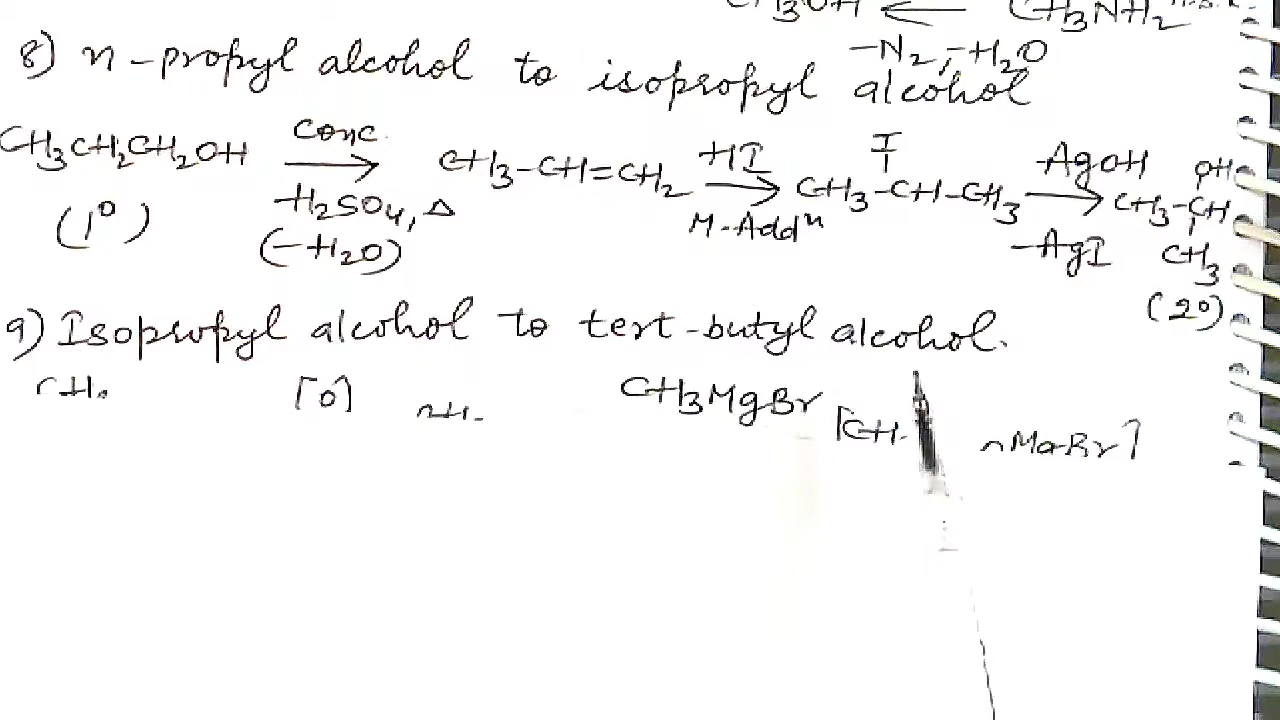 CH3OH ← CH3NH2
-N2, -H2O
8) n-propyl alcohol to isopropyl alcohol
CH3CH2CH2OH conc. → H2SO4, Δ (-H2O) CH3-CH=CH2 +HI → M-Addn CH3-CH-CH3 I -AgOH → -AgI CH3-CH OH CH3
(1°) (2°)
9) Isopropyl alcohol to tert-butyl alcohol.
[O] CH3MgBr